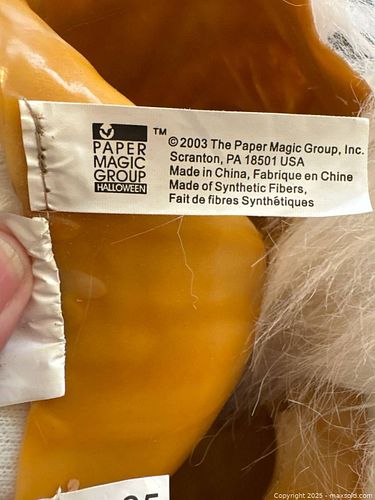 PAPER
MAGIC
GROUP
HALLOWEEN
TM
©2003 The Paper Magic Group, Inc.
Scranton, PA 18501 USA
Made in China, Fabrique en Chine
Made of Synthetic Fibers,
Fait de fibres Synthétiques
Copyright © 2025 - maxsold.com